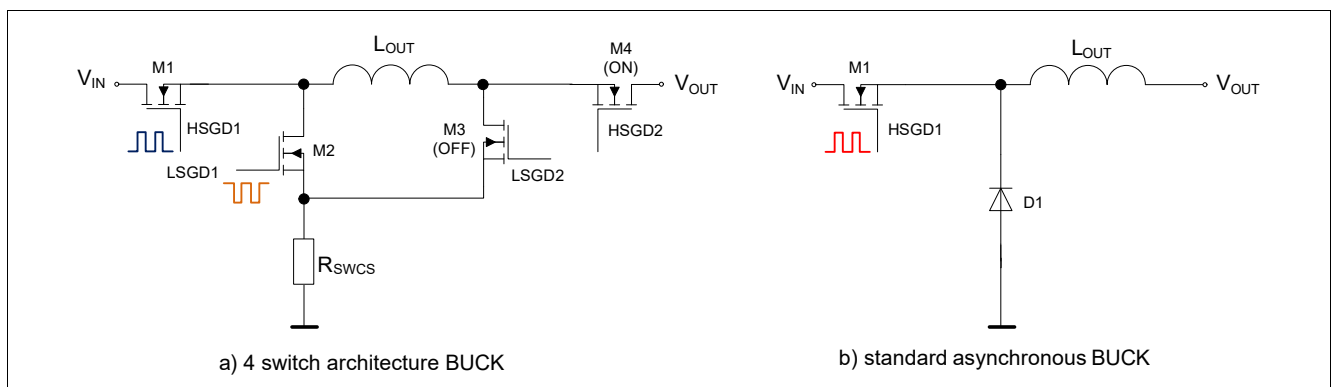 LOUT
M1
M4
(ON)
VIN
VOUT
HSGD1
M2
M3
(OFF)
HSGD2
LSGD1
LSGD2
RSWCS
a) 4 switch architecture BUCK
LOUT
M1
VIN
VOUT
HSGD1
D1
b) standard asynchronous BUCK